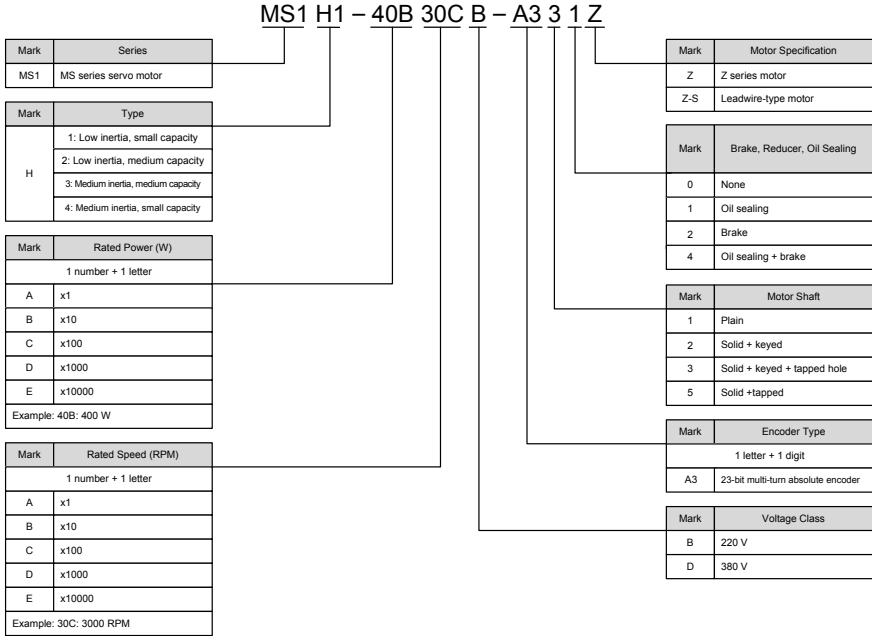 MS1 H1 – 40B 30C B – A3 3 1 Z
Mark Series
MS1 MS series servo motor
Mark Type
H
1: Low inertia, small capacity
2: Low inertia, medium capacity
3: Medium inertia, medium capacity
4: Medium inertia, small capacity
Mark Rated Power (W)
1 number + 1 letter
A x1
B x10
C x100
D x1000
E x10000
Example: 40B: 400 W
Mark Rated Speed (RPM)
1 number + 1 letter
A x1
B x10
C x100
D x1000
E x10000
Example: 30C: 3000 RPM
Mark Motor Specification
Z Z series motor
Z-S Leadwire-type motor
Mark Brake, Reducer, Oil Sealing
0 None
1 Oil sealing
2 Brake
4 Oil sealing + brake
Mark Motor Shaft
1 Plain
2 Solid + keyed
3 Solid + keyed + tapped hole
5 Solid +tapped
Mark Encoder Type
1 letter + 1 digit
A3 23-bit multi-turn absolute encoder
Mark Voltage Class
B 220 V
D 380 V